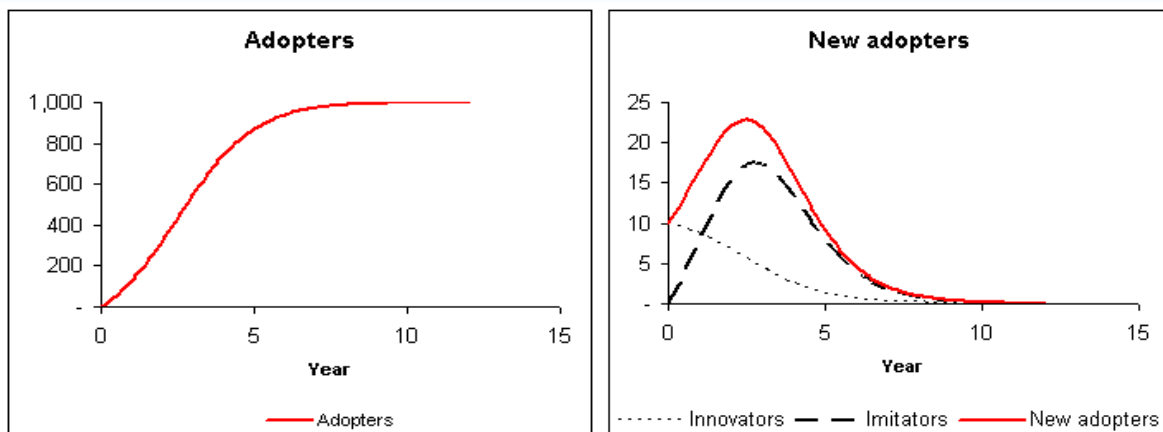 Adopters
1,000
800
600
400
200
-
0 5 10 15
Year
Adopters
New adopters
25
20
15
10
5
-
0 5 10 15
Year
Innovators Imitators New adopters